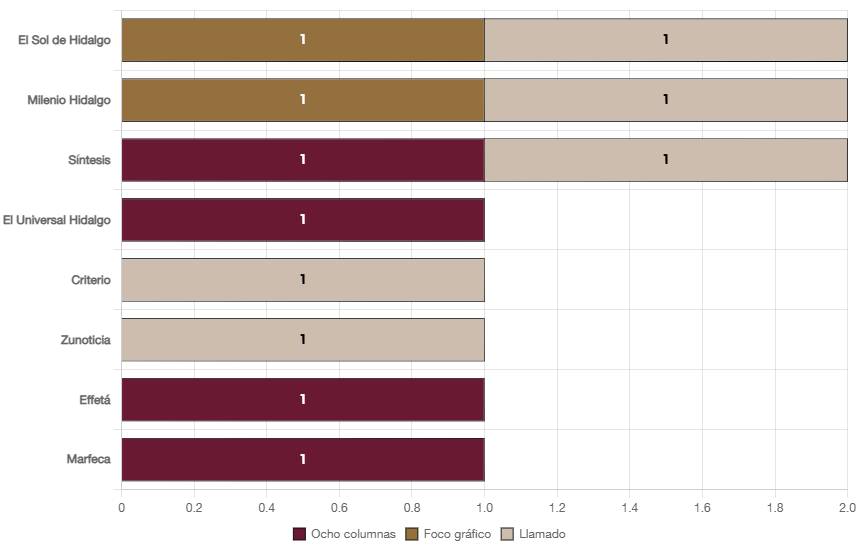 El Sol de Hidalgo 1 1
Milenio Hidalgo 1 1
Síntesis 1 1
El Universal Hidalgo 1
Criterio 1
Zunoticia 1
Effetá 1
Marfeca 1
0 0.2 0.4 0.6 0.8 1.0 1.2 1.4 1.6 1.8 2.0
Ocho columnas Foco gráfico Llamado